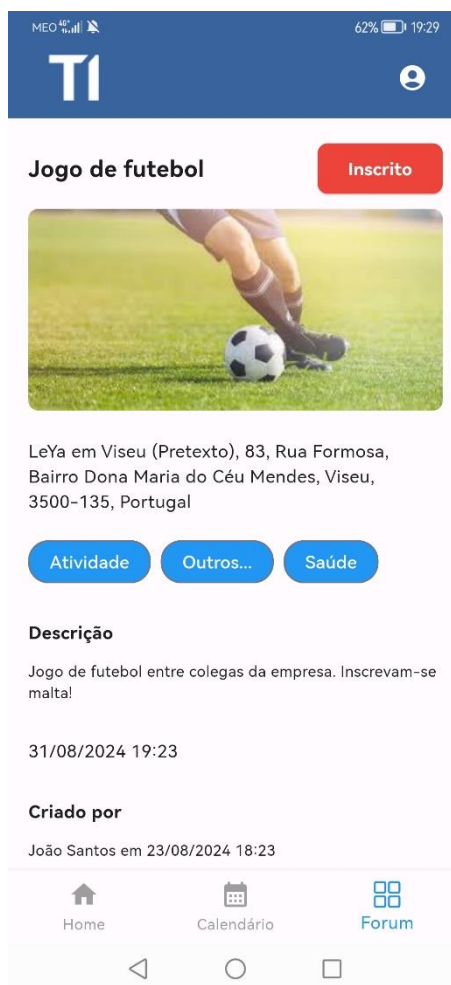 MEO 4G+ 62% 19:29
TI
Jogo de futebol
Inscrito
LeYa em Viseu (Pretexto), 83, Rua Formosa,
Bairro Dona Maria do Céu Mendes, Viseu,
3500-135, Portugal
Atividade Outros... Saúde
Descrição
Jogo de futebol entre colegas da empresa. Inscrevam-se
malta!
31/08/2024 19:23
Criado por
João Santos em 23/08/2024 18:23
Home Calendário Forum